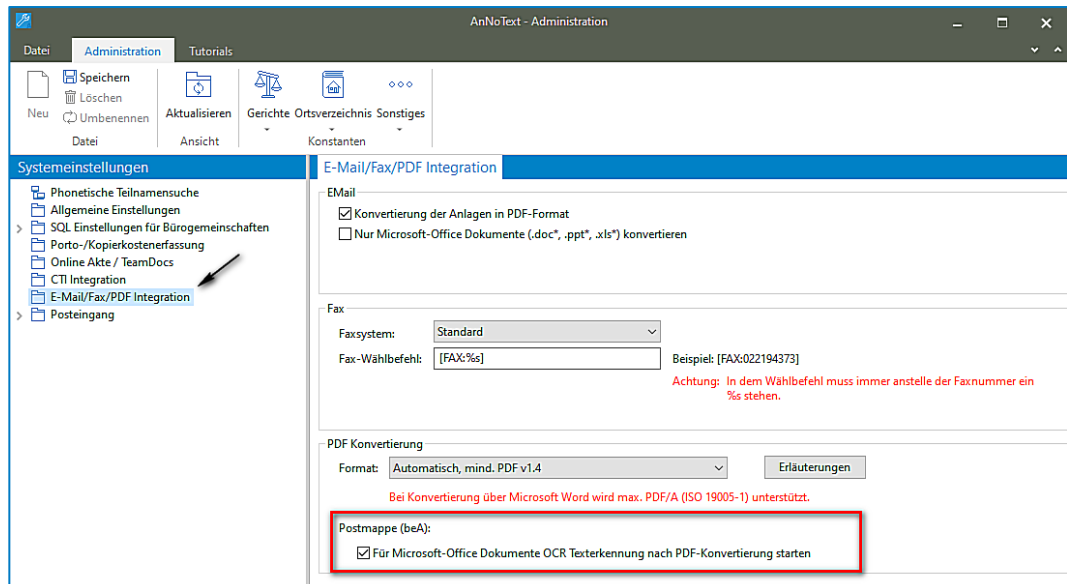 AnNoText - Administration
Datei Administration Tutorials
Neu
Speichern
Löschen
Umbenennen
Datei
Aktualisieren
Ansicht
Gerichte Ortsverzeichnis Sonstiges
Konstanten
Systemeinstellungen
Phonetische Teilnamensuche
Allgemeine Einstellungen
SQL Einstellungen für Bürogemeinschaften
Porto-/Kopierkostenerfassung
Online Akte / TeamDocs
CTI Integration
E-Mail/Fax/PDF Integration
Posteingang
E-Mail/Fax/PDF Integration
EMail
Konvertierung der Anlagen in PDF-Format
Nur Microsoft-Office Dokumente (.doc*, .ppt*, .xls*) konvertieren
Fax
Faxsystem: Standard
Fax-Wählbefehl: [FAX:%s] Beispiel: [FAX:022194373]
Achtung: In dem Wählbefehl muss immer anstelle der Faxnummer ein
%s stehen.
PDF Konvertierung
Format: Automatisch, mind. PDF v1.4 Erläuterungen
Bei Konvertierung über Microsoft Word wird max. PDF/A (ISO 19005-1) unterstützt.
Postmappe (beA):
Für Microsoft-Office Dokumente OCR Texterkennung nach PDF-Konvertierung starten